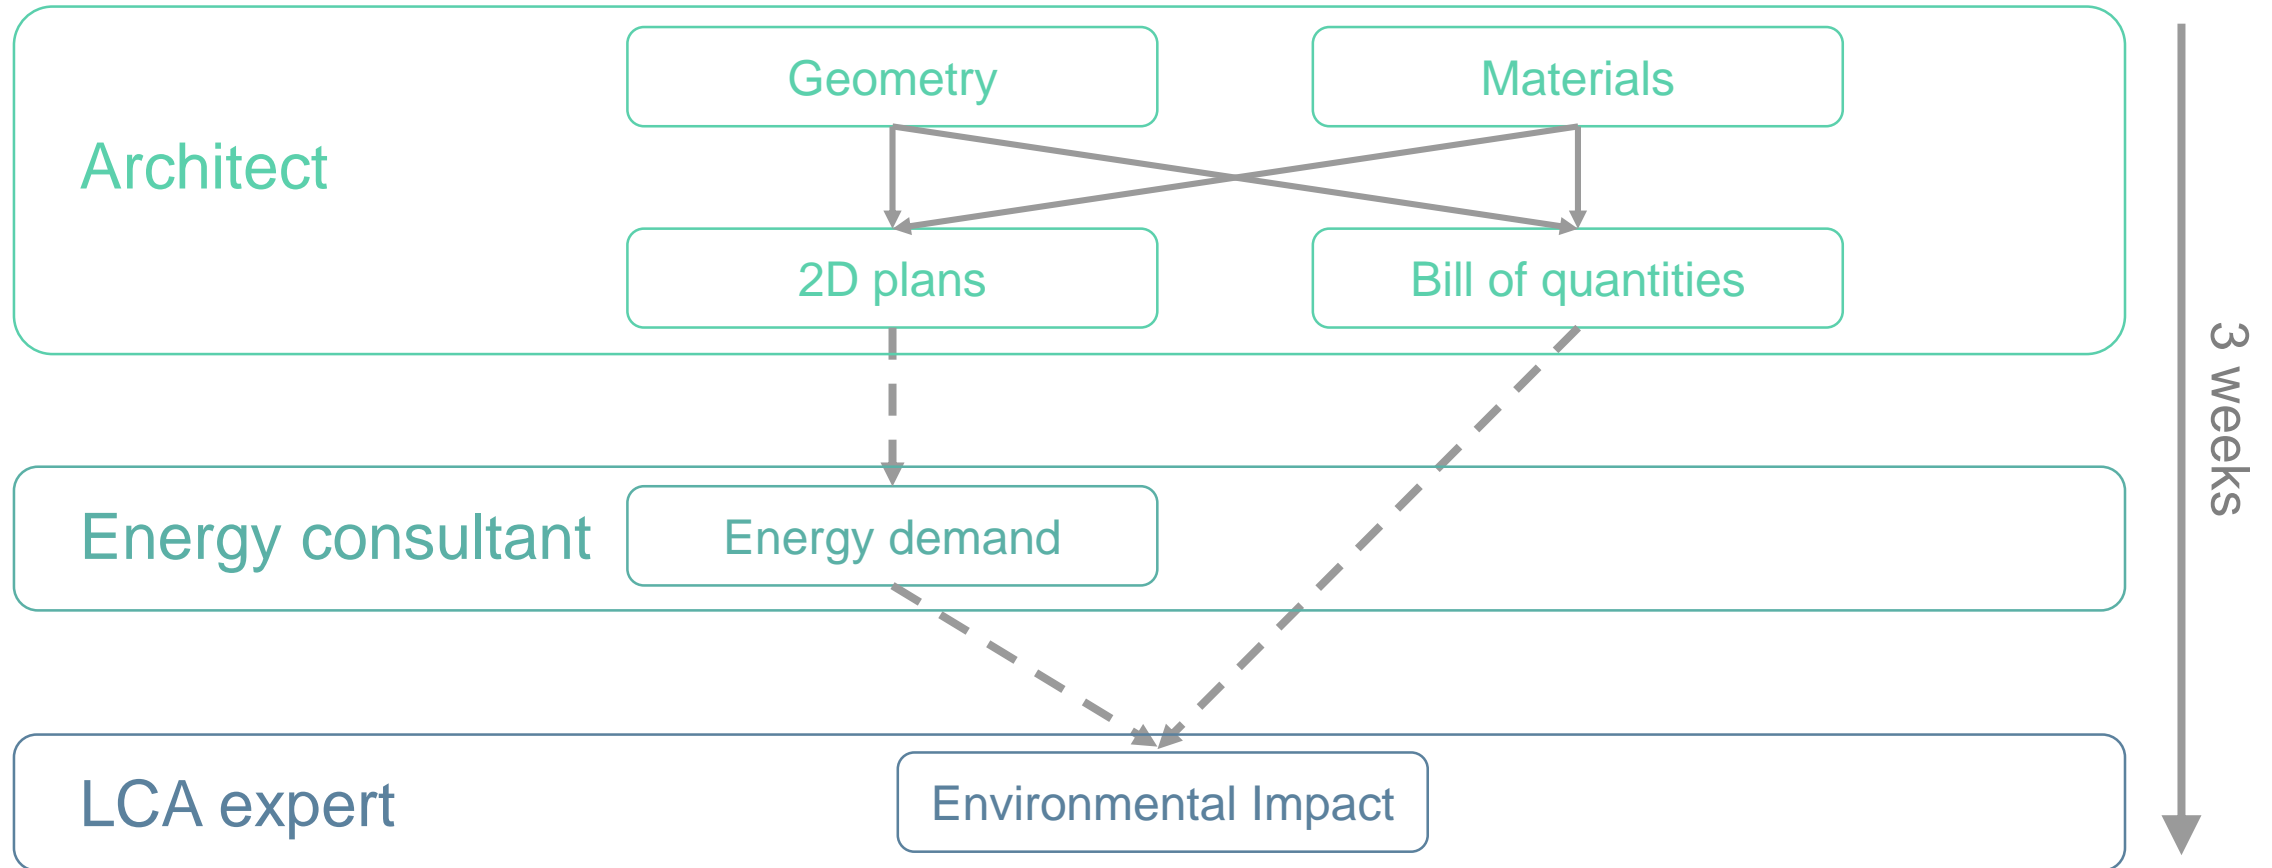 Geometry
Materials
Architect
2D plans
Bill of quantities
3 weeks
Energy consultant
Energy demand
LCA expert
Environmental Impact